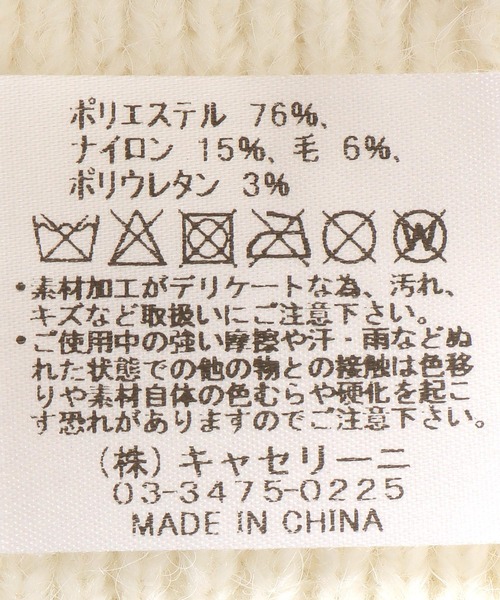 ポリエステル 76%、
ナイロン 15%、毛 6%、
ポリウレタン 3%
W
・素材加工がデリケートな為、汚れ、
キズなど取扱いにご注意下さい。
・ご使用中の強い摩擦や汗・雨などぬ
れた状態での他の物との接触は色移
りや素材自体の色むらや硬化を起こ
す恐れがありますのでご注意下さい。
(株)キャセリーニ
03-3475-0225
MADE IN CHINA